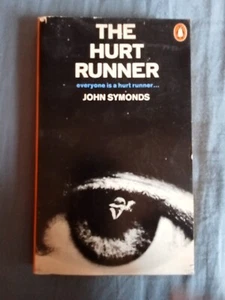 THE
HURT
RUNNER
everyone is a hurt runner...
JOHN SYMONDS